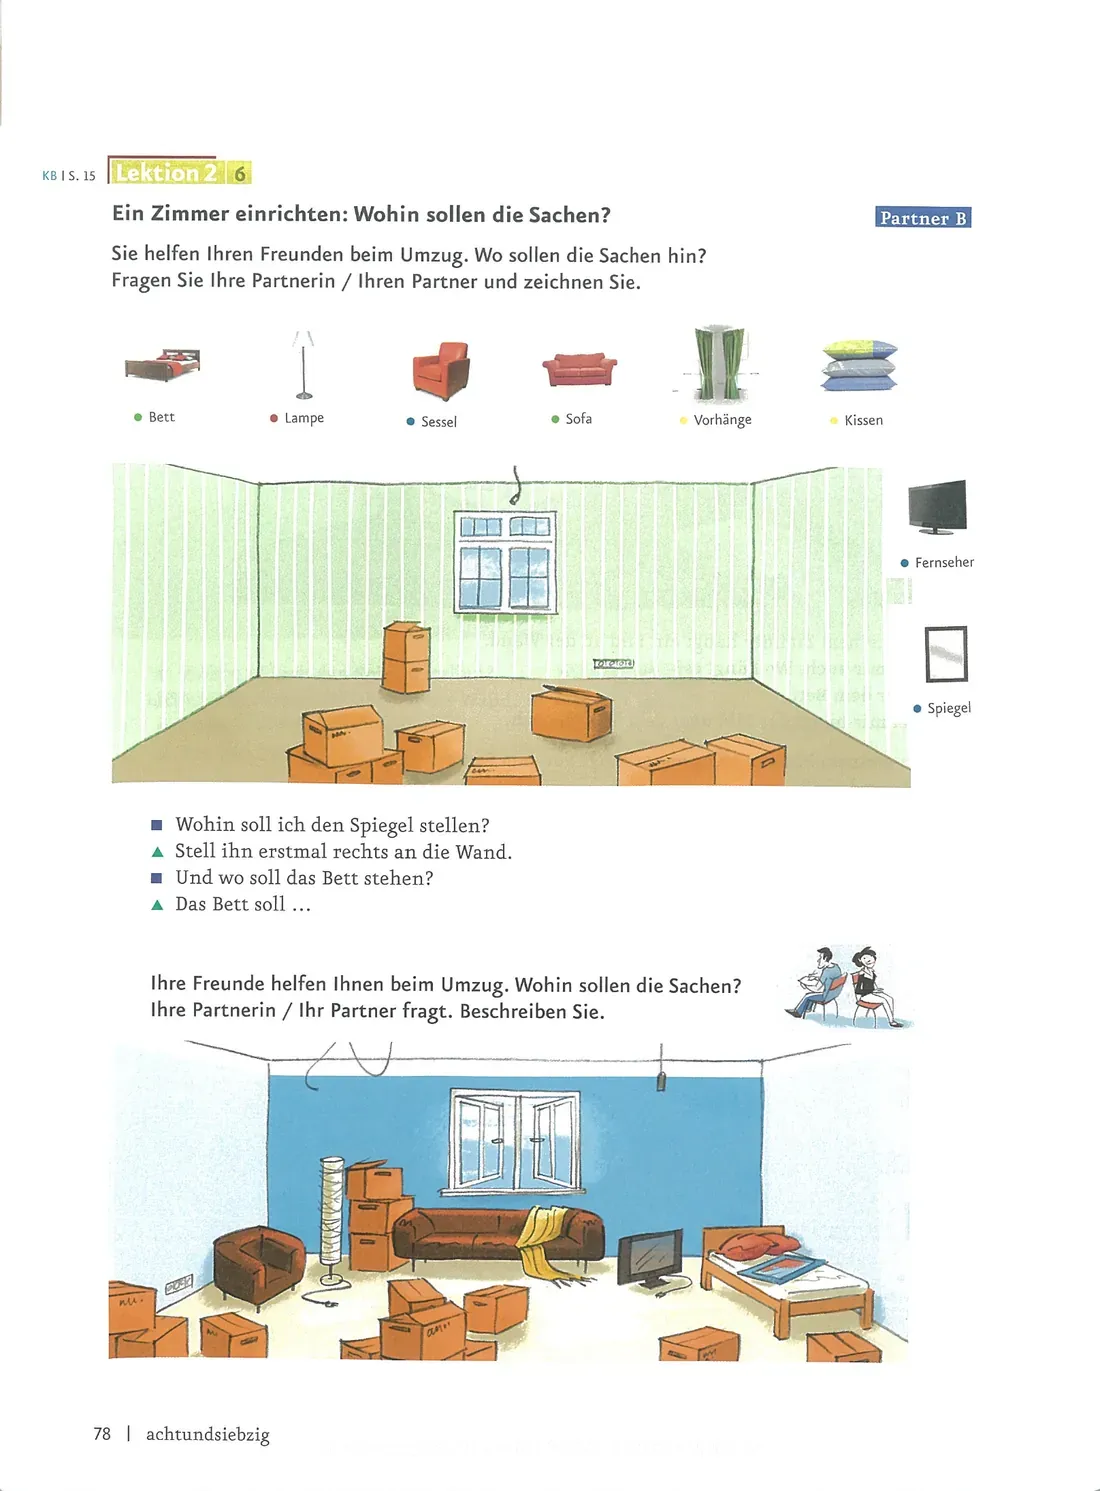 KB | S. 15 Lektion 2 6
Ein Zimmer einrichten: Wohin sollen die Sachen?
Partner B
Sie helfen Ihren Freunden beim Umzug. Wo sollen die Sachen hin?
Fragen Sie Ihre Partnerin / Ihren Partner und zeichnen Sie.
• Bett
• Lampe
• Sessel
• Sofa
• Vorhänge
• Kissen
• Fernseher
• Spiegel
■ Wohin soll ich den Spiegel stellen?
▲ Stell ihn erstmal rechts an die Wand.
■ Und wo soll das Bett stehen?
▲ Das Bett soll ...
Ihre Freunde helfen Ihnen beim Umzug. Wohin sollen die Sachen?
Ihre Partnerin / Ihr Partner fragt. Beschreiben Sie.
78 | achtundsiebzig